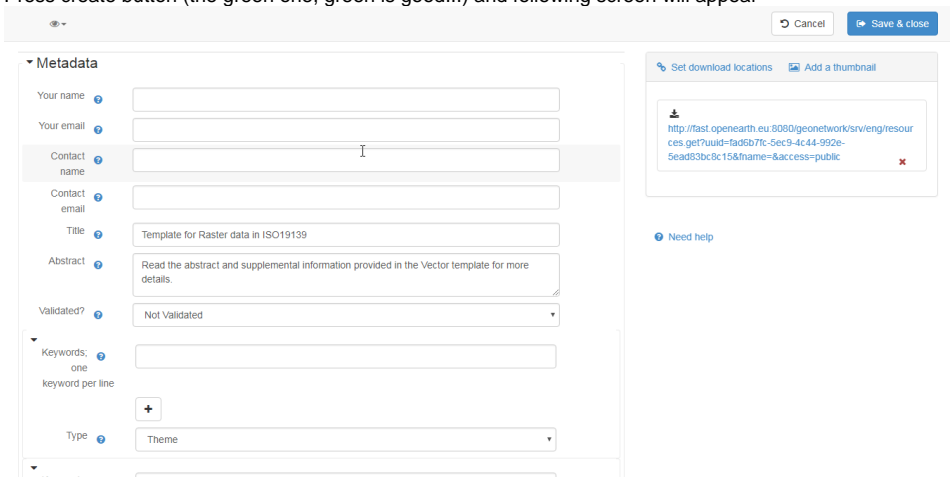 Press create button (the green one, green is good!!!) and following screen will appear
Cancel
Save & close
Metadata
Your name
Your email
Contact
name
Contact
email
Title
Template for Raster data in ISO19139
Abstract
Read the abstract and supplemental information provided in the Vector template for more
details.
Validated?
Not Validated
Keywords;
one
keyword per line
+
Type
Theme
Set download locations
Add a thumbnail
http://fast.openearth.eu:8080/geonetwork/srv/eng/resour
ces.get?uuid=fad6b7fc-5ec9-4c44-992e-
5ead83bc8c15&fname=&access=public
Need help